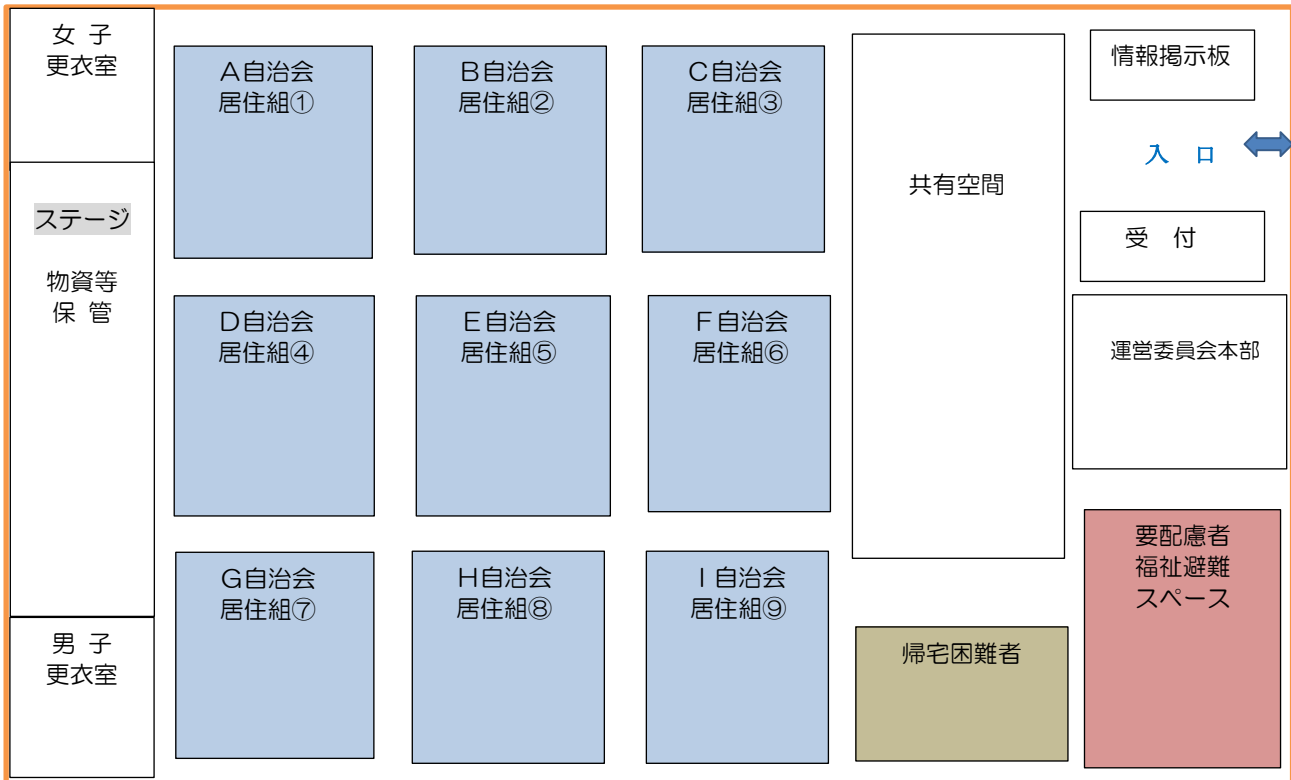 女 子
更衣室
ステージ
物資等
保 管
男 子
更衣室
A自治会
居住組①
B自治会
居住組②
C自治会
居住組③
D自治会
居住組④
E自治会
居住組⑤
F自治会
居住組⑥
G自治会
居住組⑦
H自治会
居住組⑧
I自治会
居住組⑨
共有空間
帰宅困難者
情報掲示板
入 口
受 付
運営委員会本部
要配慮者
福祉避難
スペース